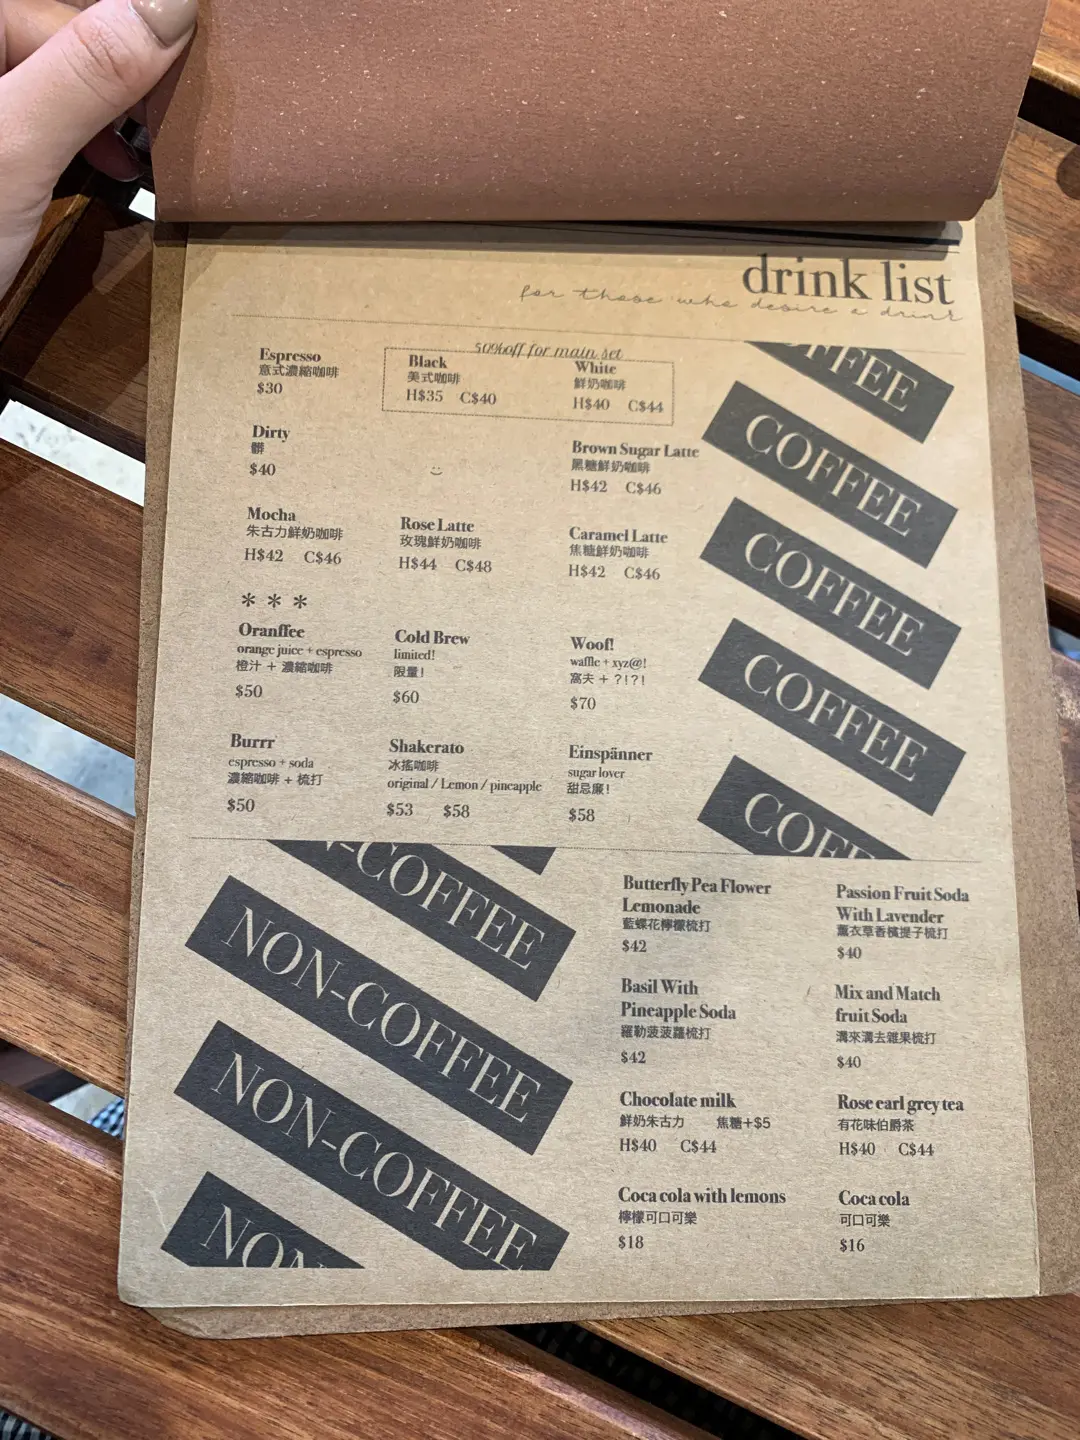 drink list
for those who desire a drink
50%off for main set
Espresso
意式濃縮咖啡
$30
Black
美式咖啡
H$35 C$40
White
鮮奶咖啡
H$40 C$44
Dirty
髒
$40
:)
Brown Sugar Latte
黑糖鮮奶咖啡
H$42 C$46
Mocha
朱古力鮮奶咖啡
H$42 C$46
Rose Latte
玫瑰鮮奶咖啡
H$44 C$48
Caramel Latte
焦糖鮮奶咖啡
H$42 C$46
***
Oranffee
orange juice + espresso
橙汁 + 濃縮咖啡
$50
Cold Brew
limited!
限量!
$60
Woof!
waffle + xyz@!
窩夫 + ?!?!
$70
Burrr
espresso + soda
濃縮咖啡 + 梳打
$50
Shakerato
冰搖咖啡
original / Lemon / pineapple
$53 $58
Einspänner
sugar lover
甜忌廉!
$58
FFEE
COFFEE
COFFEE
COFFEE
COFF
N-COFFEE
NON-COFFEE
NON-COFFEE
NON
Butterfly Pea Flower
Lemonade
藍蝶花檸檬梳打
$42
Passion Fruit Soda
With Lavender
薰衣草香檳提子梳打
$40
Basil With
Pineapple Soda
羅勒菠菠蘿梳打
$42
Mix and Match
fruit Soda
溝來溝去雜果梳打
$40
Chocolate milk
鮮奶朱古力 焦糖+$5
H$40 C$44
Rose earl grey tea
有花味伯爵茶
H$40 C$44
Coca cola with lemons
檸檬可口可樂
$18
Coca cola
可口可樂
$16